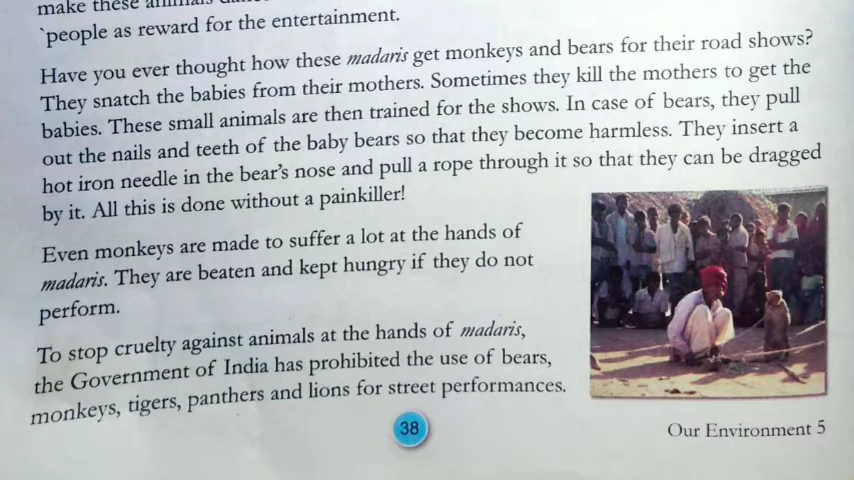 make these animals
`people as reward for the entertainment.
Have you ever thought how these madaris get monkeys and bears for their road shows?
They snatch the babies from their mothers. Sometimes they kill the mothers to get the
babies. These small animals are then trained for the shows. In case of bears, they pull
out the nails and teeth of the baby bears so that they become harmless. They insert a
hot iron needle in the bear's nose and pull a rope through it so that they can be dragged
by it. All this is done without a painkiller!
Even monkeys are made to suffer a lot at the hands of
madaris. They are beaten and kept hungry if they do not
perform.
To stop cruelty against animals at the hands of madaris,
the Government of India has prohibited the use of bears,
monkeys, tigers, panthers and lions for street performances.
38
Our Environment 5